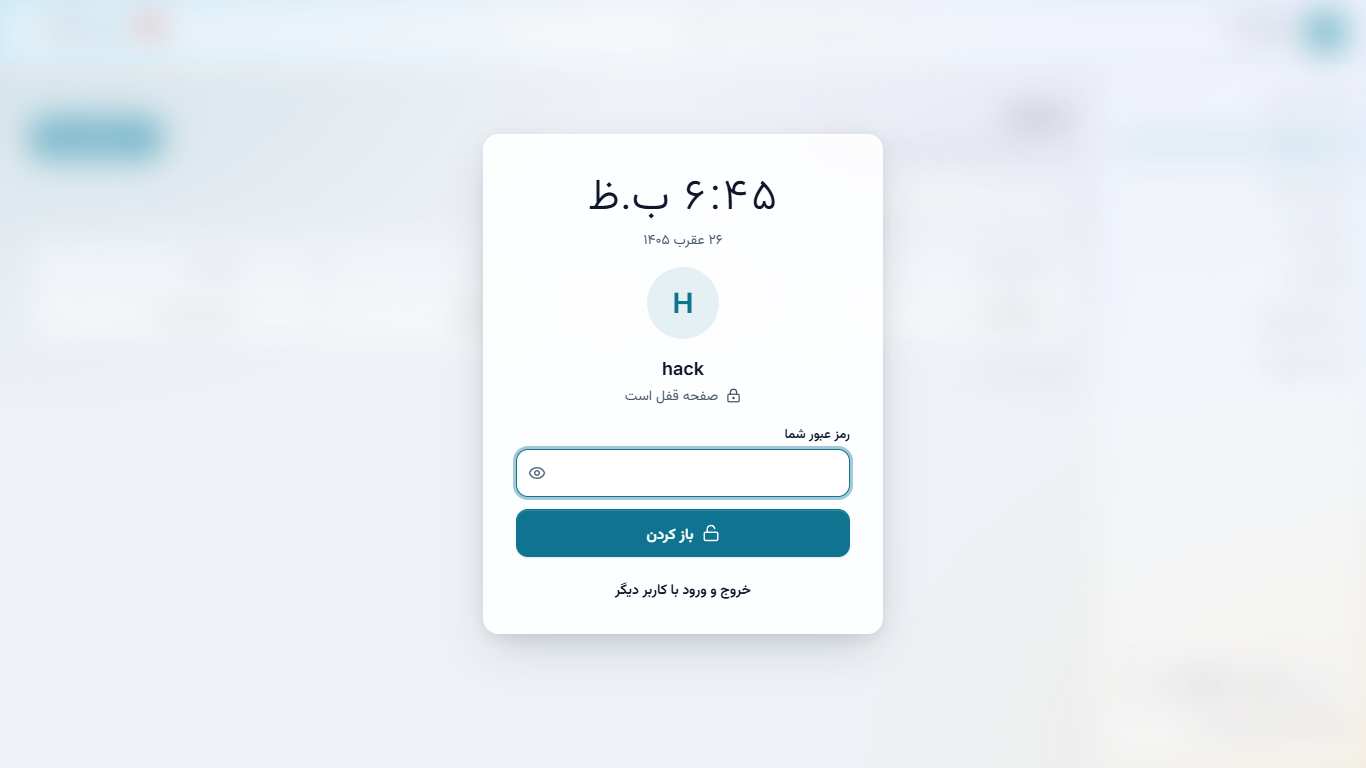 ۶:۴۵ ب.ظ
۲۶ عقرب ۱۴۰۵
H
hack
صفحه قفل است
رمز عبور شما
باز کردن
خروج و ورود با کاربر دیگر